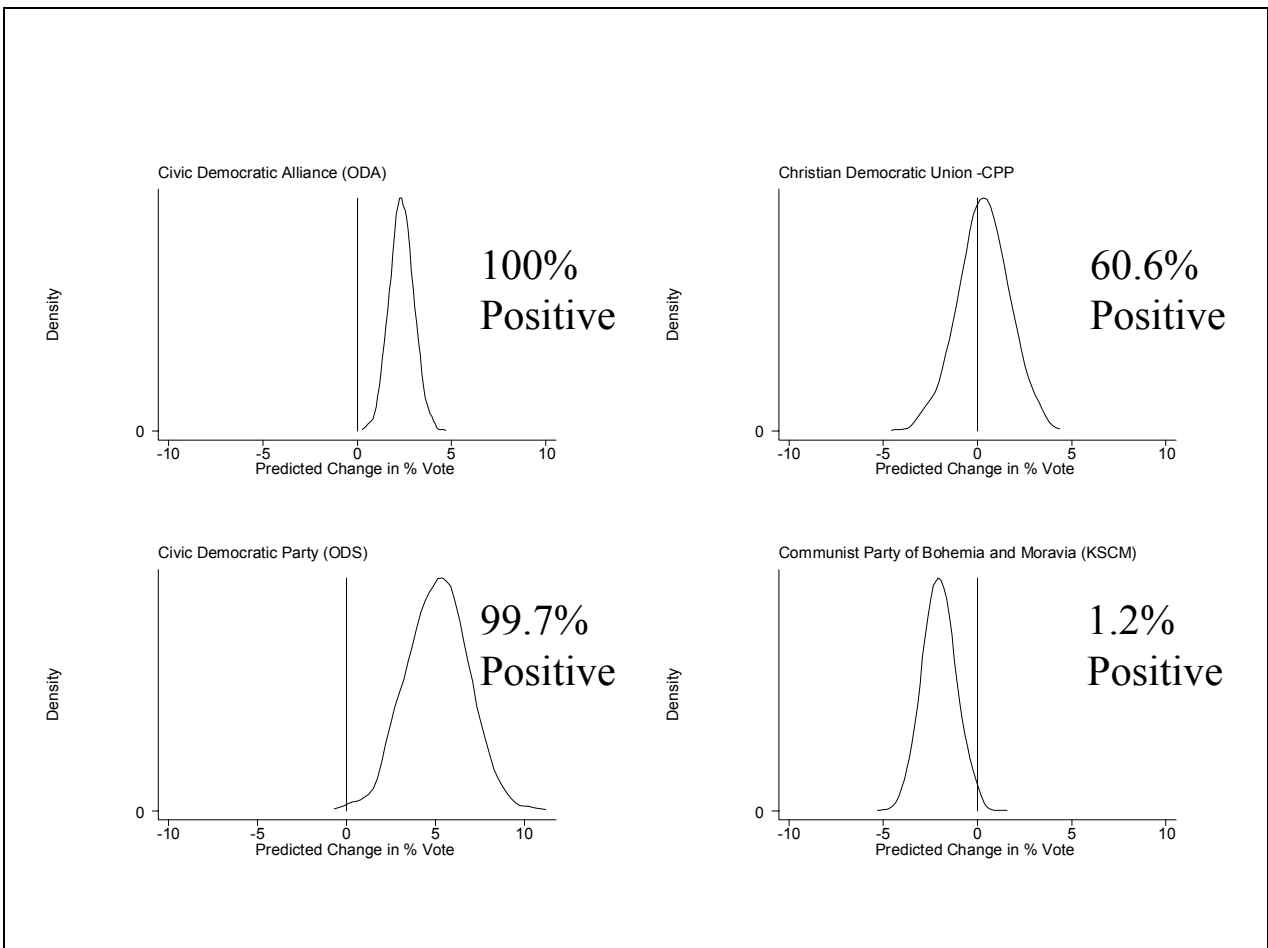 Civic Democratic Alliance (ODA)
Density
100%
Positive
0
-10
-5
0
5
10
Predicted Change in % Vote
Christian Democratic Union -CPP
Density
60.6%
Positive
0
-10
-5
0
5
10
Predicted Change in % Vote
Civic Democratic Party (ODS)
Density
99.7%
Positive
0
-10
-5
0
5
10
Predicted Change in % Vote
Communist Party of Bohemia and Moravia (KSCM)
Density
1.2%
Positive
0
-10
-5
0
5
10
Predicted Change in % Vote